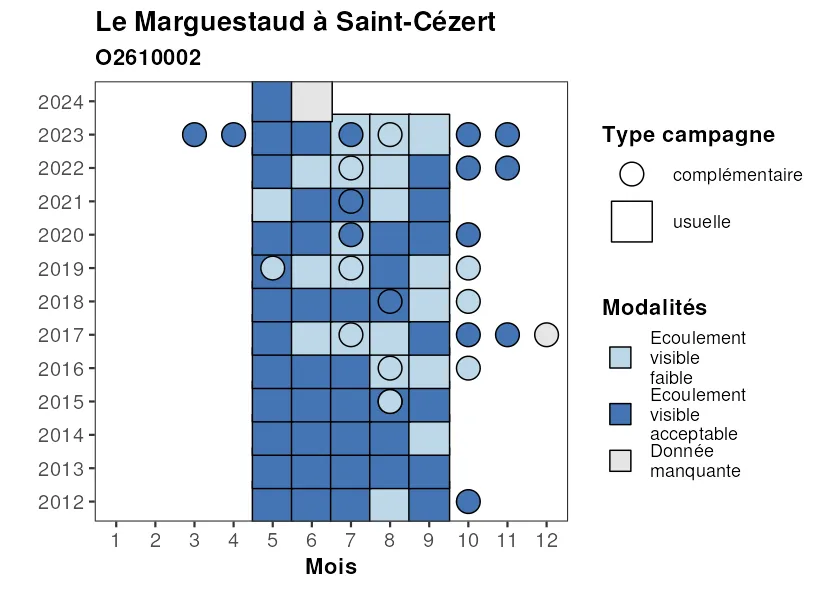 Le Marguestaud à Saint-Cézert
O2610002
2024
2023
2022
2021
2020
2019
2018
2017
2016
2015
2014
2013
2012
1 2 3 4 5 6 7 8 9 10 11 12
Mois
Type campagne
complémentaire
usuelle
Modalités
Ecoulement
visible
faible
Ecoulement
visible
acceptable
Donnée
manquante